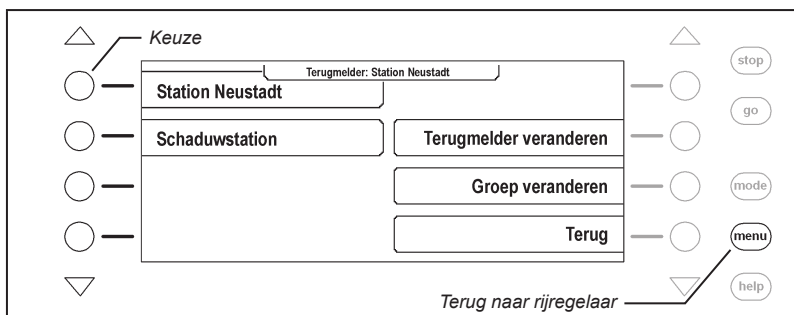 Keuze
Terugmelder: Station Neustadt
Station Neustadt
Schaduwstation
Terugmelder veranderen
Groep veranderen
Terug
stop
go
mode
menu
help
Terug naar rijregelaar